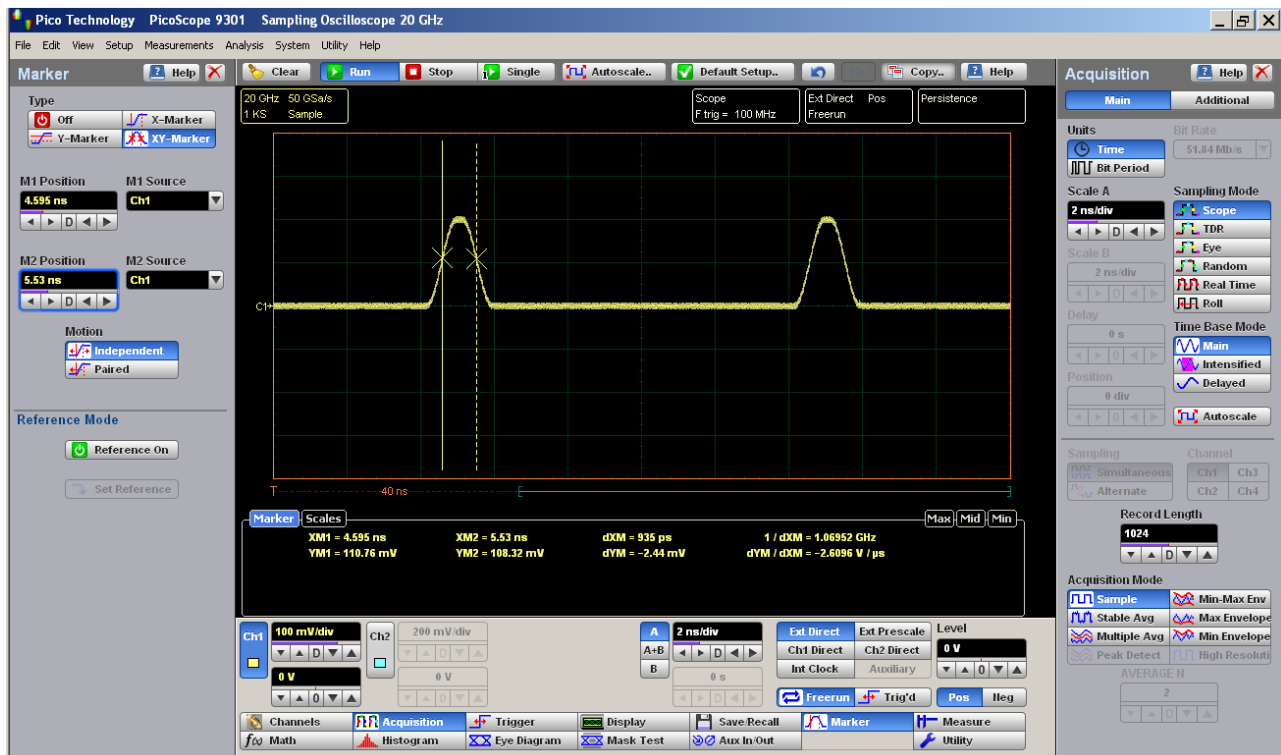 Pico Technology PicoScope 9301 Sampling Oscilloscope 20 GHz
File Edit View Setup Measurements Analysis System Utility Help
Marker Help
Type
Off X-Marker
Y-Marker XY-Marker
M1 Position M1 Source
4.595 ns Ch1
D
M2 Position M2 Source
5.53 ns Ch1
D
Motion
Independent
Paired
Reference Mode
Reference On
Set Reference
Clear Run Stop Single Autoscale.. Default Setup.. Copy.. Help
20 GHz 50 GSa/s
1 KS Sample
Scope
F trig = 100 MHz
Ext Direct Pos
Freerun
Persistence
C1
T 40 ns
Marker Scales Max Mid Min
XM1 = 4.595 ns XM2 = 5.53 ns dXM = 935 ps 1 / dXM = 1.06952 GHz
YM1 = 110.76 mV YM2 = 108.32 mV dYM = -2.44 mV dYM / dXM = -2.6096 V / µs
Ch1 100 mV/div Ch2 200 mV/div A 2 ns/div Ext Direct Ext Prescale Level
D D A+B D Ch1 Direct Ch2 Direct 0 V
0 V 0 V B 0 s Int Clock Auxiliary 0
0 0 D Freerun Trig'd Pos Neg
Channels Acquisition Trigger Display Save/Recall Marker Measure
f(x) Math Histogram Eye Diagram Mask Test Aux In/Out Utility
Acquisition Help
Main Additional
Units Bit Rate
Time 51.84 Mb/s
Bit Period
Scale A Sampling Mode
2 ns/div Scope
D TDR
Scale B Eye
2 ns/div Random
D Real Time
Roll
Delay Time Base Mode
0 s Main
0 Intensified
Position Delayed
0 div
0 Autoscale
Sampling Channel
Simultaneous Ch1 Ch3
Alternate Ch2 Ch4
Record Length
1024
D
Acquisition Mode
Sample Min-Max Env
Stable Avg Max Envelope
Multiple Avg Min Envelope
Peak Detect High Resoluti
AVERAGE N
2
D